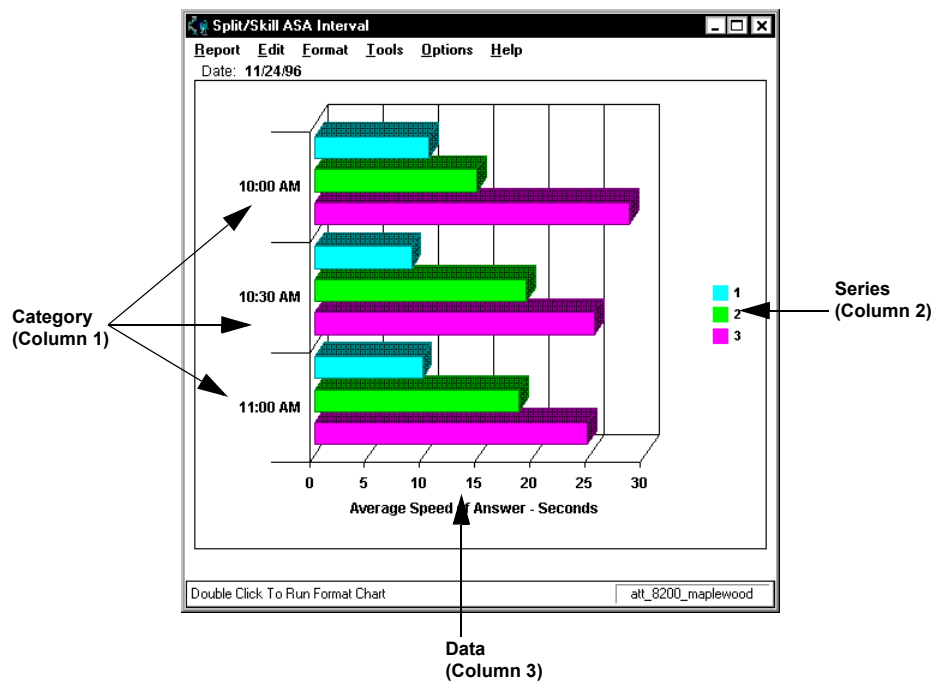 Split/Skill ASA Interval
Report Edit Format Tools Options Help
Date: 11/24/96
10:00 AM
10:30 AM
11:00 AM
Category
(Column 1)
1
2
3
Series
(Column 2)
0 5 10 15 20 25 30
Average Speed of Answer - Seconds
Double Click To Run Format Chart
att_8200_maplewood
Data
(Column 3)